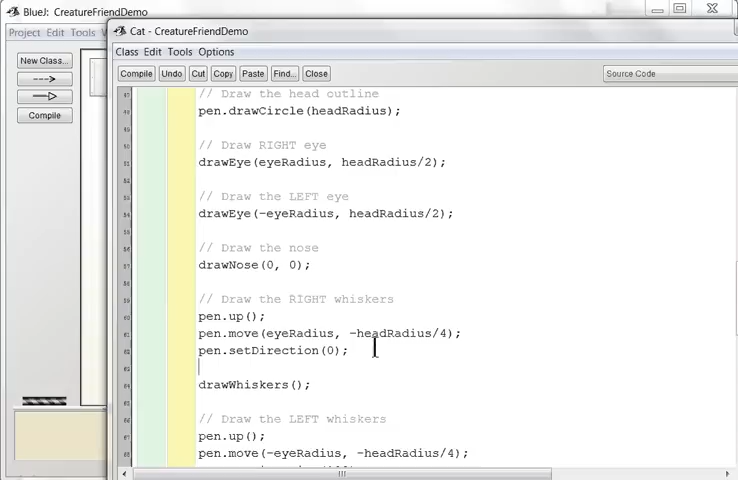 BlueJ: CreatureFriendDemo
Project Edit Tools
Cat - CreatureFriendDemo
Class Edit Tools Options
New Class...
Compile
Compile Undo Cut Copy Paste Find... Close Source Code
// Draw the head outline
pen.drawCircle(headRadius);
// Draw RIGHT eye
drawEye(eyeRadius, headRadius/2);
// Draw the LEFT eye
drawEye(-eyeRadius, headRadius/2);
// Draw the nose
drawNose(0, 0);
// Draw the RIGHT whiskers
pen.up();
pen.move(eyeRadius, -headRadius/4);
pen.setDirection(0);
drawWhiskers();
// Draw the LEFT whiskers
pen.up();
pen.move(-eyeRadius, -headRadius/4);